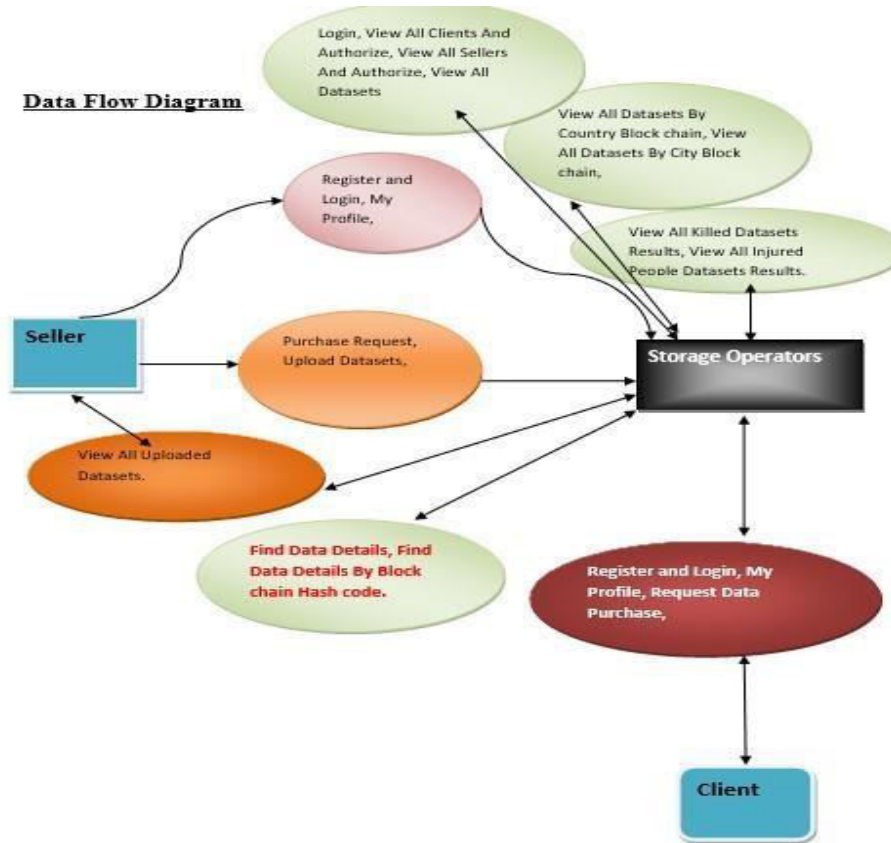 Login, View All Clients And
Authorize, View All Sellers
And Authorize, View All
Datasets
Data Flow Diagram
View All Datasets By
Country Block chain, View
All Datasets By City Block
chain,
Register and
Login, My
Profile,
View All Killed Datasets
Results, View All Injured
People Datasets Results.
Seller
Purchase Request,
Upload Datasets,
Storage Operators
View All Uploaded
Datasets.
Find Data Details, Find
Data Details By Block
chain Hash code.
Register and Login, My
Profile, Request Data
Purchase,
Client